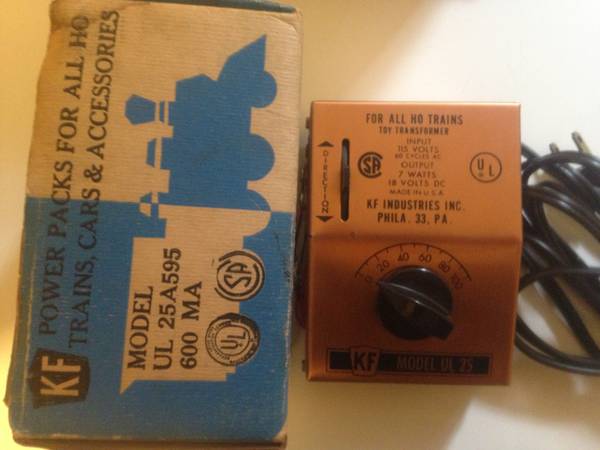 KF POWER PACKS FOR ALL HO
TRAINS, CARS & ACCESSORIES
MODEL
UL 25A595
600 MA
UL
SA
FOR ALL HO TRAINS
TOY TRANSFORMER
INPUT
115 VOLTS
60 CYCLES AC
OUTPUT
7 WATTS
18 VOLTS DC
MADE IN U.S.A.
KF INDUSTRIES INC.
PHILA. 33, PA.
DIRECTION
SA
UL
0 20 40 60 80 100
KF MODEL UL 25